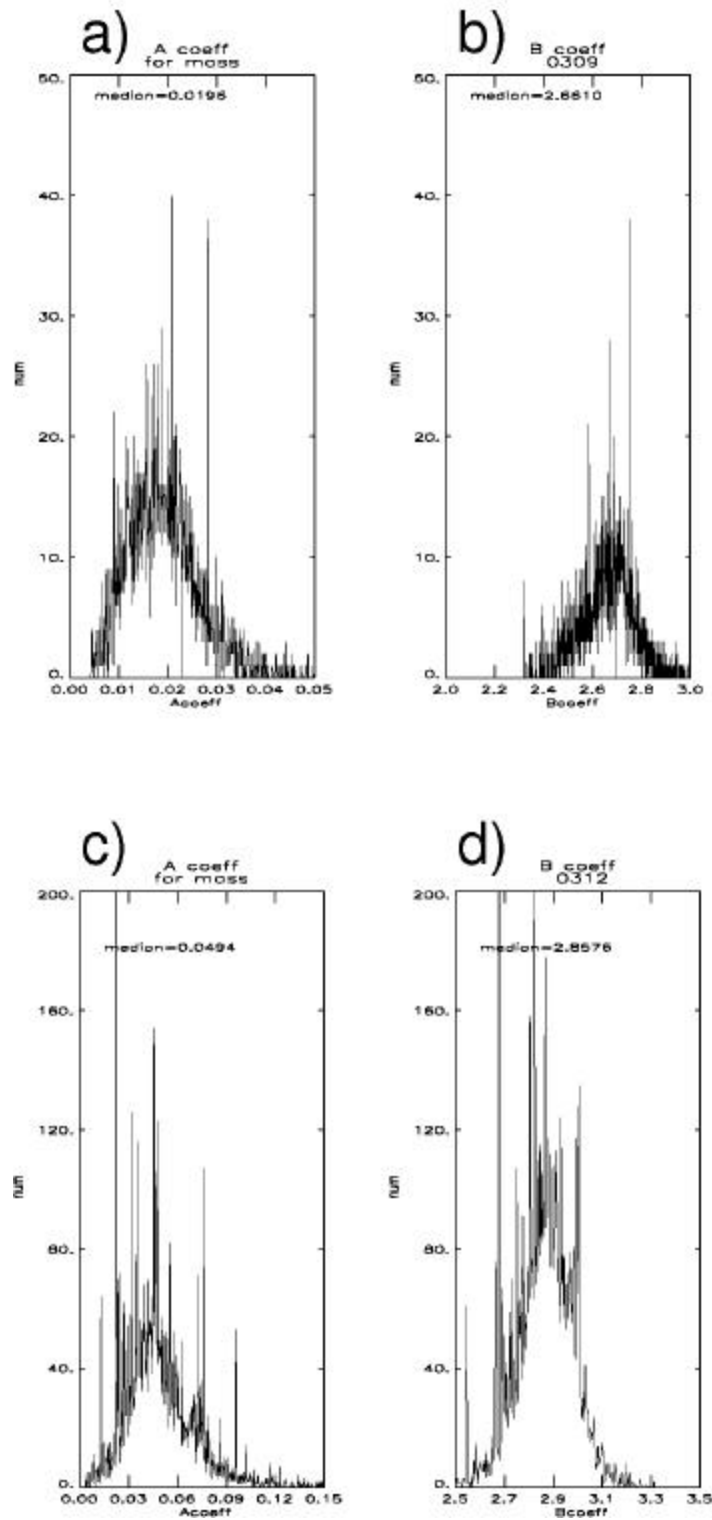 a)
A coeff
for mass
median=0.0196
50.
40.
30.
20.
10.
0.
num
0.00 0.01 0.02 0.03 0.04 0.05
Acoeff
b)
B coeff
0309
median=2.6610
50.
40.
30.
20.
10.
0.
num
2.0 2.2 2.4 2.6 2.8 3.0
Bcoeff
c)
A coeff
for mass
median=0.0494
200.
160.
120.
80.
40.
0.
num
0.00 0.03 0.06 0.09 0.12 0.15
Acoeff
d)
B coeff
0312
median=2.8576
200.
160.
120.
80.
40.
0.
num
2.5 2.7 2.9 3.1 3.3 3.5
Bcoeff